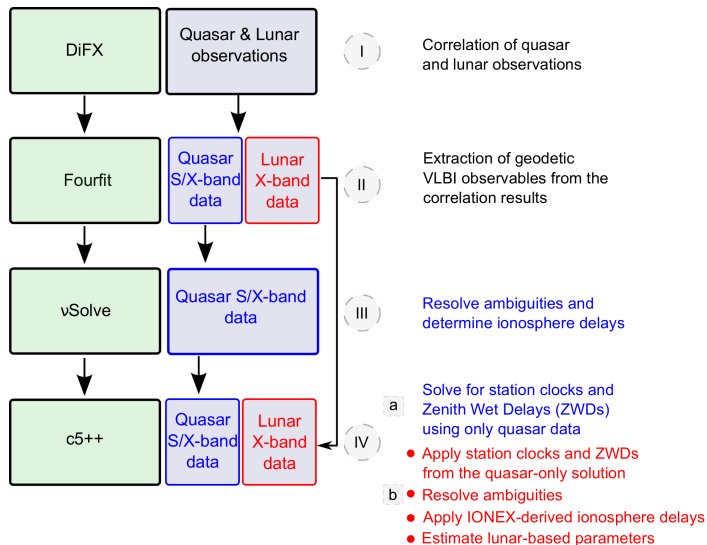 DiFX
Quasar & Lunar
observations
I
Correlation of quasar
and lunar observations
Fourfit
Quasar
S/X-band
data
Lunar
X-band
data
II
Extraction of geodetic
VLBI observables from the
correlation results
νSolve
Quasar S/X-band
data
III
Resolve ambiguities and
determine ionosphere delays
c5++
Quasar
S/X-band
data
Lunar
X-band
data
IV
a
Solve for station clocks and
Zenith Wet Delays (ZWDs)
using only quasar data
b
• Apply station clocks and ZWDs
from the quasar-only solution
• Resolve ambiguities
• Apply IONEX-derived ionosphere delays
• Estimate lunar-based parameters